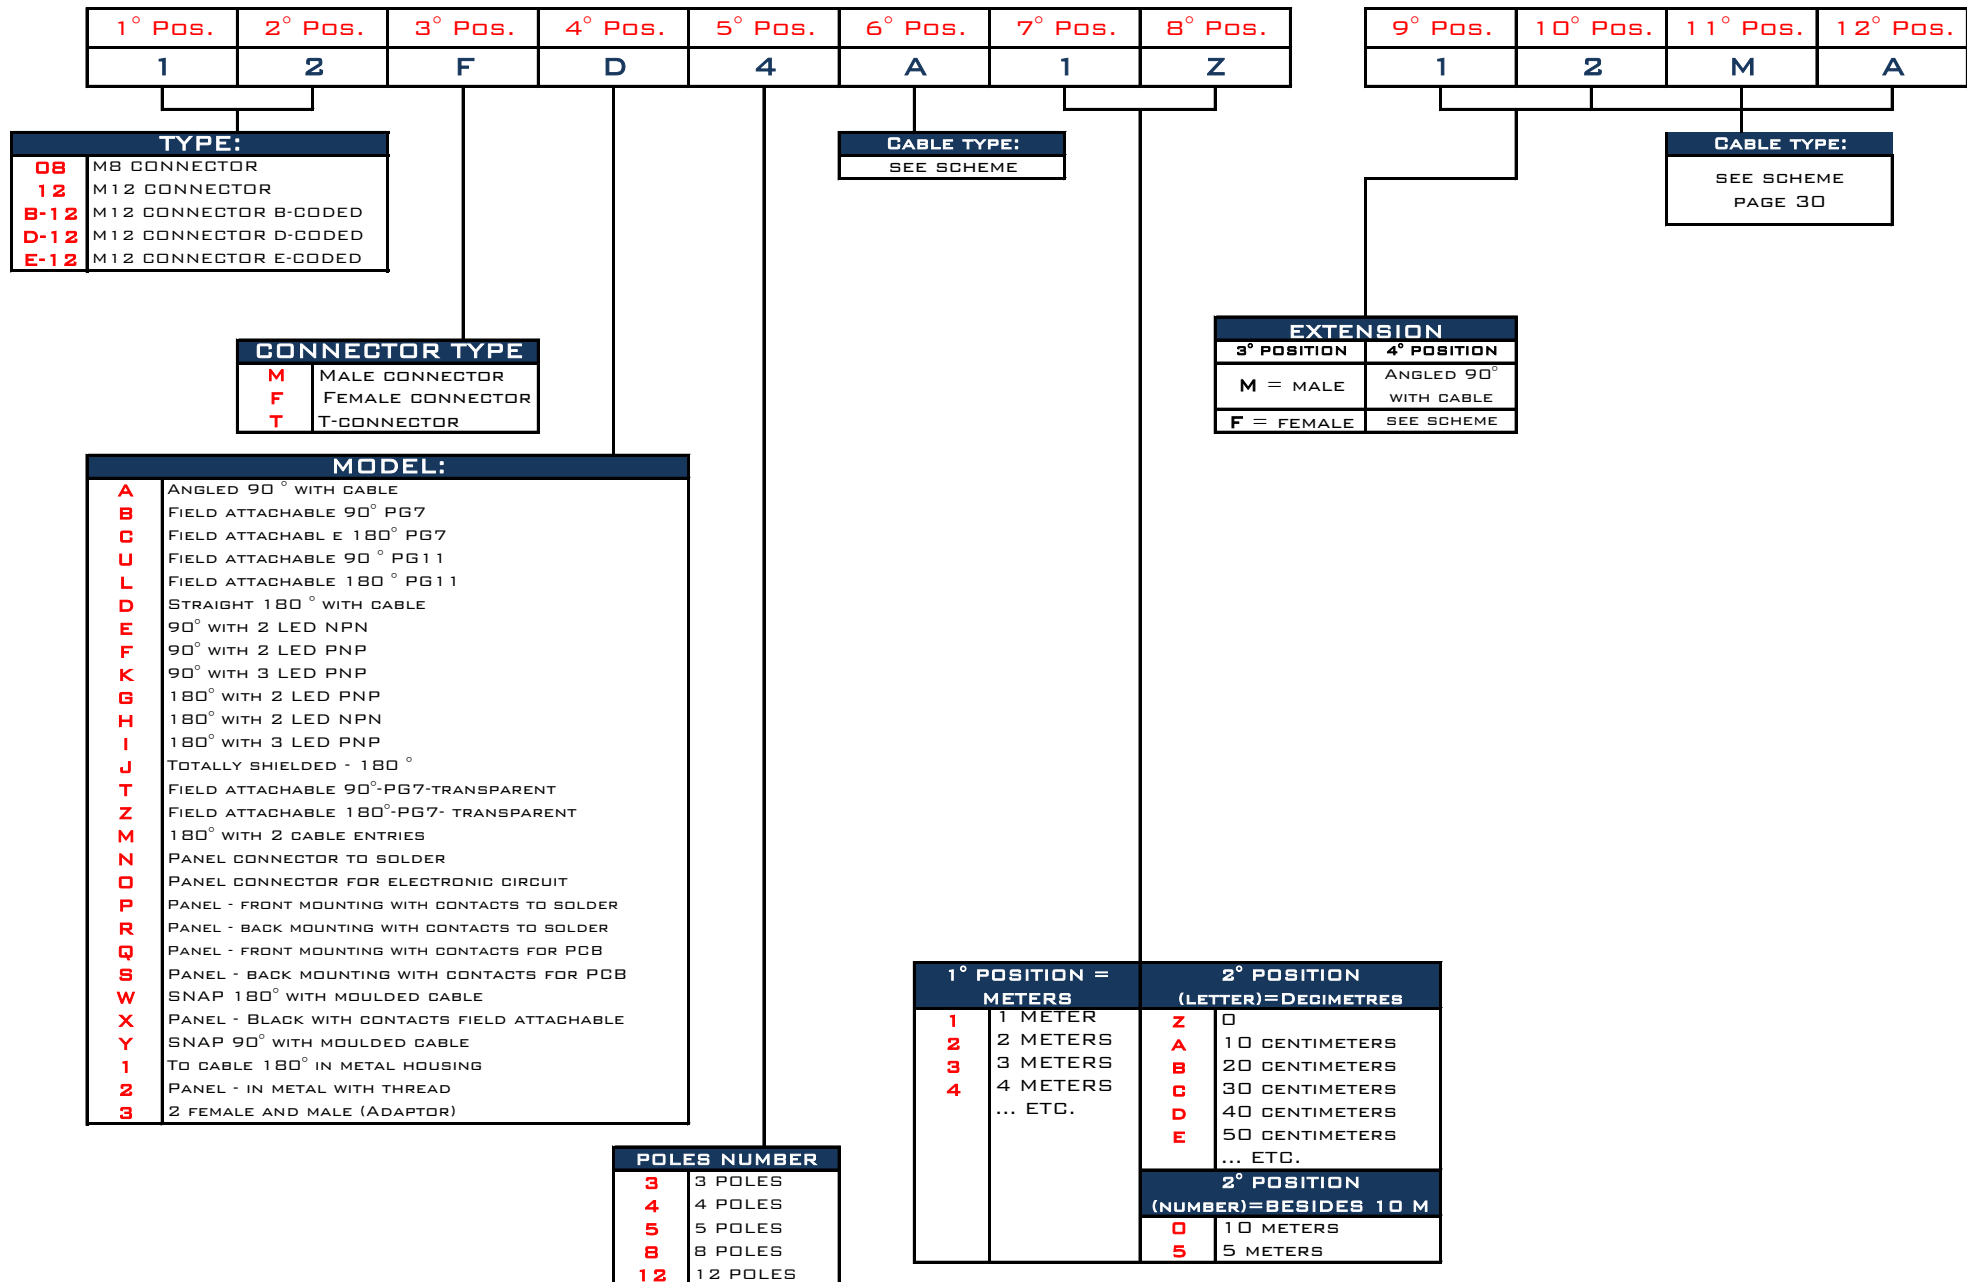 1° Pos. 2° Pos. 3° Pos. 4° Pos. 5° Pos. 6° Pos. 7° Pos. 8° Pos. 9° Pos. 10° Pos. 11° Pos. 12° Pos.
1 2 F D 4 A 1 Z 1 2 M A
TYPE:
08 M8 CONNECTOR
12 M12 CONNECTOR
B-12 M12 CONNECTOR B-CODED
D-12 M12 CONNECTOR D-CODED
E-12 M12 CONNECTOR E-CODED
CABLE TYPE:
SEE SCHEME
CABLE TYPE:
SEE SCHEME
PAGE 30
EXTENSION
3° POSITION 4° POSITION
M = MALE ANGLED 90°
WITH CABLE
F = FEMALE SEE SCHEME
CONNECTOR TYPE
M MALE CONNECTOR
F FEMALE CONNECTOR
T T-CONNECTOR
MODEL:
A ANGLED 90 ° WITH CABLE
B FIELD ATTACHABLE 90° PG7
C FIELD ATTACHABL E 180° PG7
U FIELD ATTACHABLE 90 ° PG11
L FIELD ATTACHABLE 180 ° PG11
D STRAIGHT 180 ° WITH CABLE
E 90° WITH 2 LED NPN
F 90° WITH 2 LED PNP
K 90° WITH 3 LED PNP
G 180° WITH 2 LED PNP
H 180° WITH 2 LED NPN
I 180° WITH 3 LED PNP
J TOTALLY SHIELDED - 180 °
T FIELD ATTACHABLE 90°-PG7-TRANSPARENT
Z FIELD ATTACHABLE 180°-PG7- TRANSPARENT
M 180° WITH 2 CABLE ENTRIES
N PANEL CONNECTOR TO SOLDER
O PANEL CONNECTOR FOR ELECTRONIC CIRCUIT
P PANEL - FRONT MOUNTING WITH CONTACTS TO SOLDER
R PANEL - BACK MOUNTING WITH CONTACTS TO SOLDER
Q PANEL - FRONT MOUNTING WITH CONTACTS FOR PCB
S PANEL - BACK MOUNTING WITH CONTACTS FOR PCB
W SNAP 180° WITH MOULDED CABLE
X PANEL - BLACK WITH CONTACTS FIELD ATTACHABLE
Y SNAP 90° WITH MOULDED CABLE
1 TO CABLE 180° IN METAL HOUSING
2 PANEL - IN METAL WITH THREAD
3 2 FEMALE AND MALE (ADAPTOR)
1° POSITION =
METERS
1 1 METER
2 2 METERS
3 3 METERS
4 4 METERS
... ETC.
2° POSITION
(LETTER)=DECIMETRES
Z 0
A 10 CENTIMETERS
B 20 CENTIMETERS
C 30 CENTIMETERS
D 40 CENTIMETERS
E 50 CENTIMETERS
... ETC.
2° POSITION
(NUMBER)=BESIDES 10 M
0 10 METERS
5 5 METERS
POLES NUMBER
3 3 POLES
4 4 POLES
5 5 POLES
8 8 POLES
12 12 POLES